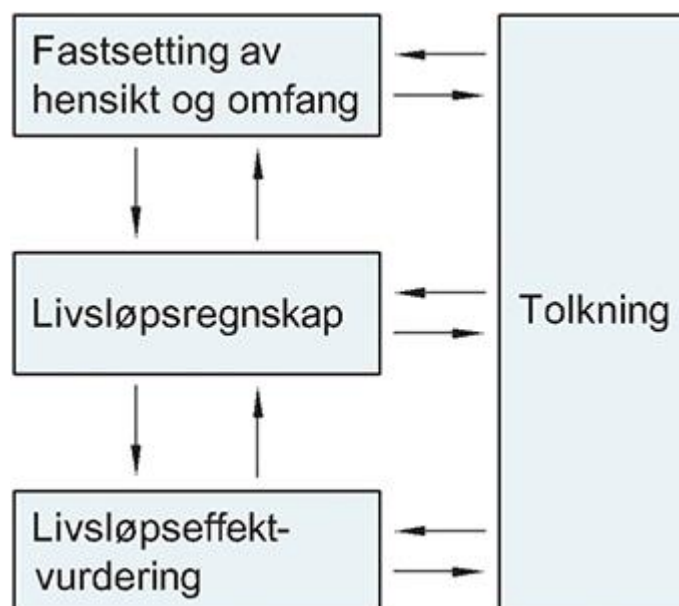 Fastsetting av
hensikt og omfang
Livsløpsregnskap
Tolkning
Livsløpseffekt-
vurdering